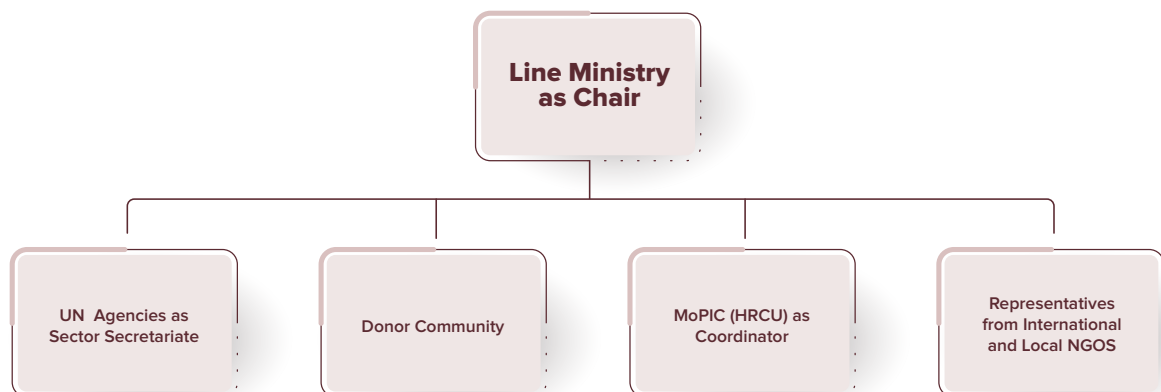 Line Ministry
as Chair
UN Agencies as
Sector Secretariate
Donor Community
MoPIC (HRCU) as
Coordinator
Representatives
from International
and Local NGOS